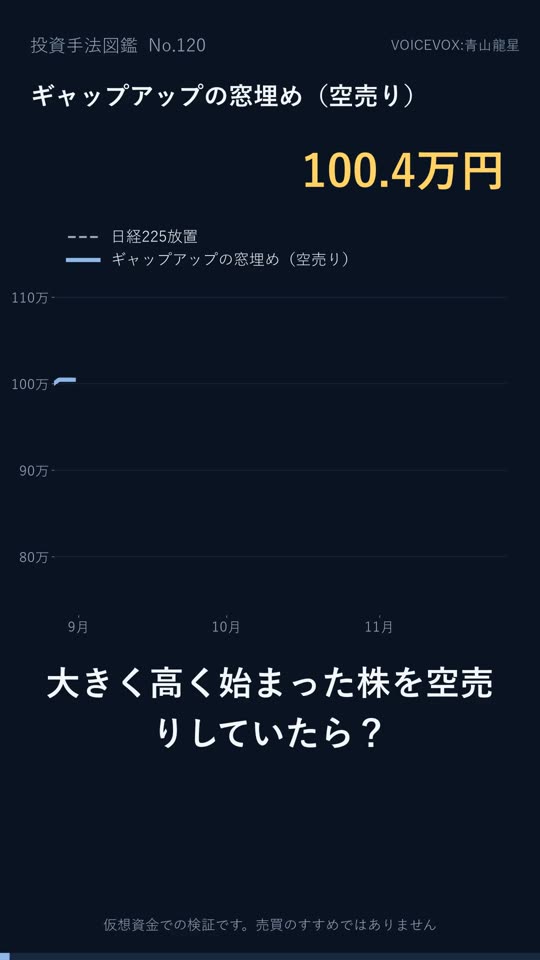 投資手法図鑑 No.120
VOICEVOX:青山龍星
ギャップアップの窓埋め（空売り）
100.4万円
日経225放置
ギャップアップの窓埋め（空売り）
110万
100万
90万
80万
9月
10月
11月
大きく高く始まった株を空売
りしていたら？
仮想資金での検証です。売買のすすめではありません